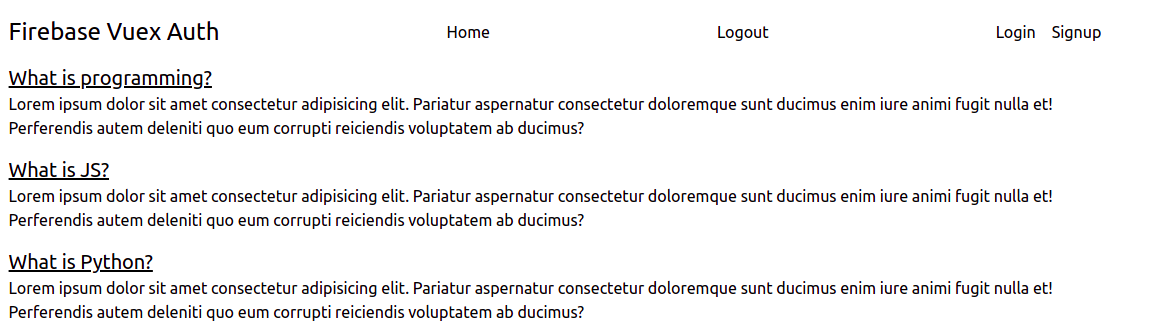 Firebase Vuex Auth Home Logout Login Signup
What is programming?
Lorem ipsum dolor sit amet consectetur adipisicing elit. Pariatur aspernatur consectetur doloremque sunt ducimus enim iure animi fugit nulla et!
Perferendis autem deleniti quo eum corrupti reiciendis voluptatem ab ducimus?
What is JS?
Lorem ipsum dolor sit amet consectetur adipisicing elit. Pariatur aspernatur consectetur doloremque sunt ducimus enim iure animi fugit nulla et!
Perferendis autem deleniti quo eum corrupti reiciendis voluptatem ab ducimus?
What is Python?
Lorem ipsum dolor sit amet consectetur adipisicing elit. Pariatur aspernatur consectetur doloremque sunt ducimus enim iure animi fugit nulla et!
Perferendis autem deleniti quo eum corrupti reiciendis voluptatem ab ducimus?